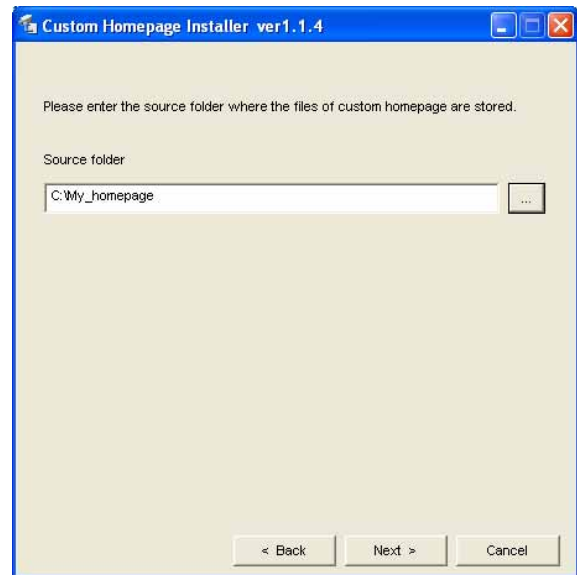 Custom Homepage Installer ver1.1.4
Please enter the source folder where the files of custom homepage are stored.
Source folder
C:\My_homepage
...
< Back Next > Cancel